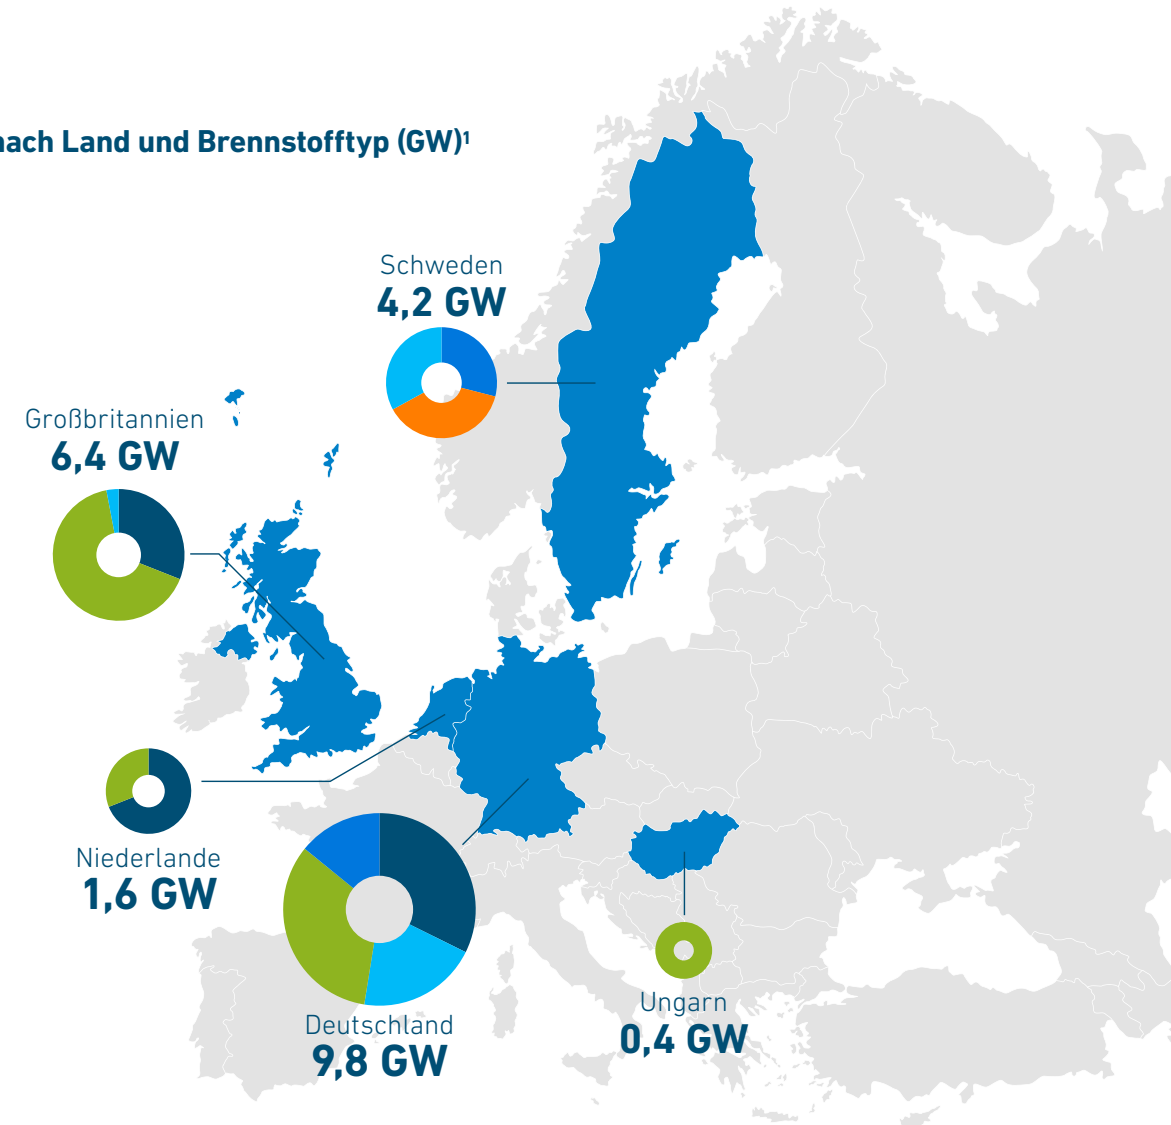 nach Land und Brennstofftyp (GW)¹
Schweden
4,2 GW
Großbritannien
6,4 GW
Niederlande
1,6 GW
Deutschland
9,8 GW
Ungarn
0,4 GW